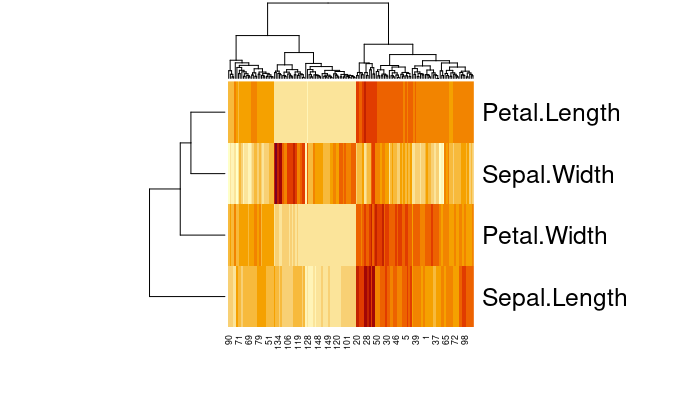 Petal.Length
Sepal.Width
Petal.Width
Sepal.Length
90 71 69 79 51 134 106 119 128 148 149 120 101 20 28 50 30 46 5 39 1 37 65 72 98